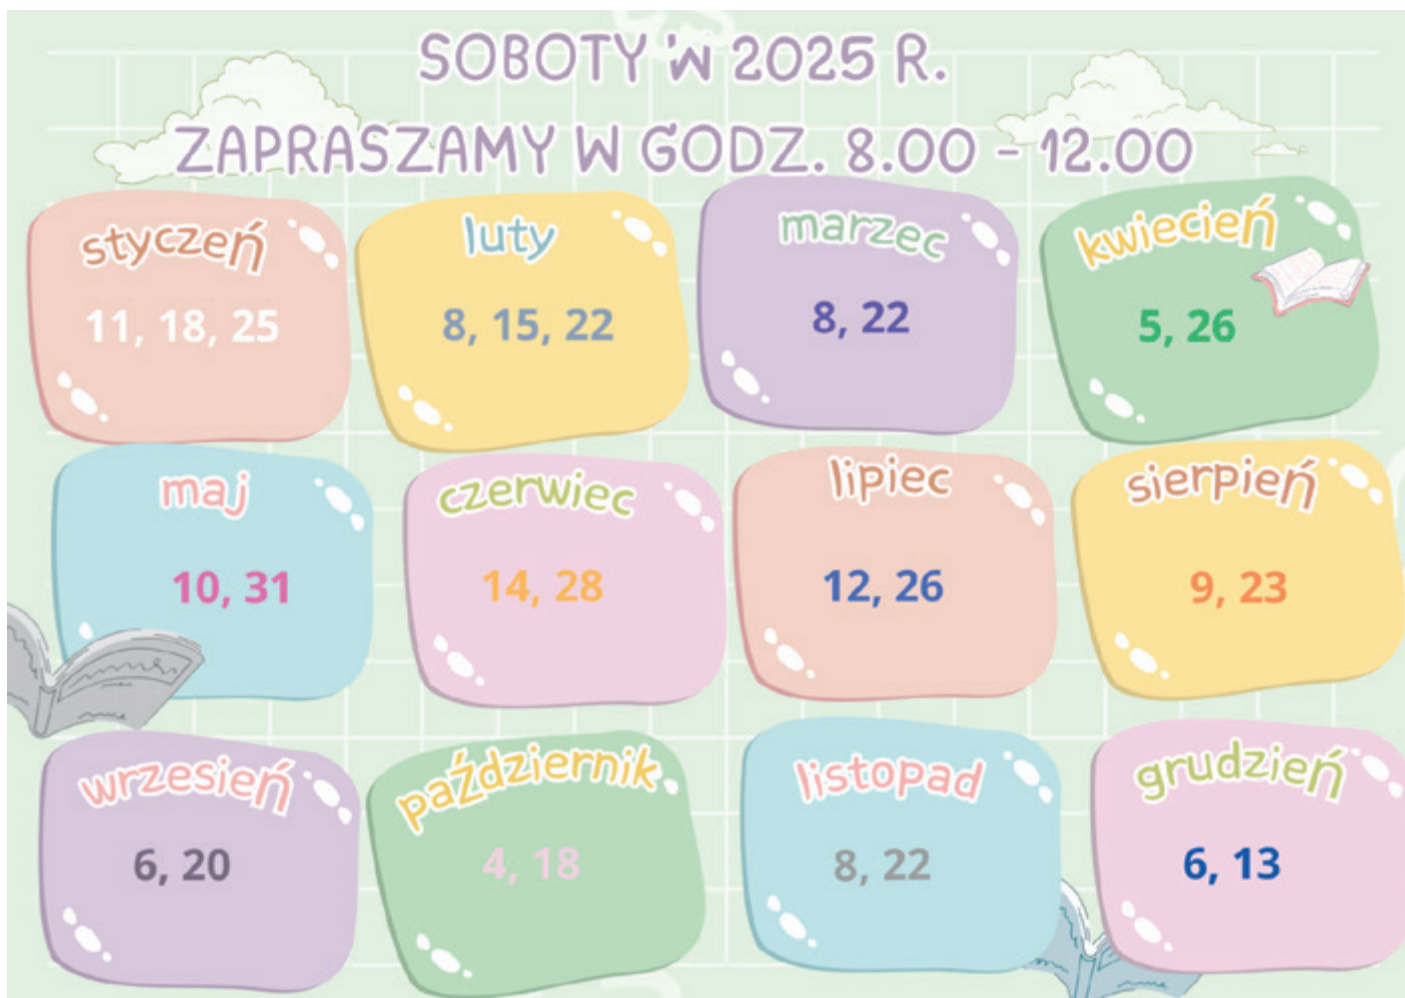 SOBOTY W 2025 R.
ZAPRASZAMY W GODZ. 8.00 - 12.00
styczeń
11, 18, 25
luty
8, 15, 22
marzec
8, 22
kwiecień
5, 26
maj
10, 31
czerwiec
14, 28
lipiec
12, 26
sierpień
9, 23
wrzesień
6, 20
październik
4, 18
listopad
8, 22
grudzień
6, 13